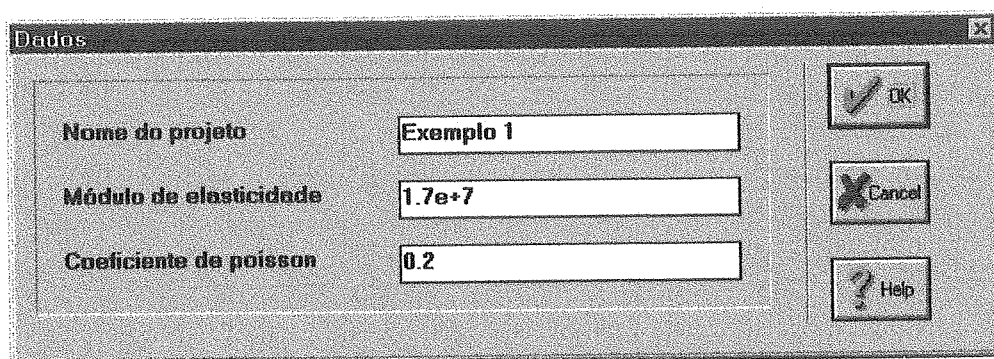 Dados
Nome do projeto
Exemplo 1
Módulo de elasticidade
1.7e+7
Coeficiente de poisson
0.2
OK
Cancel
Help